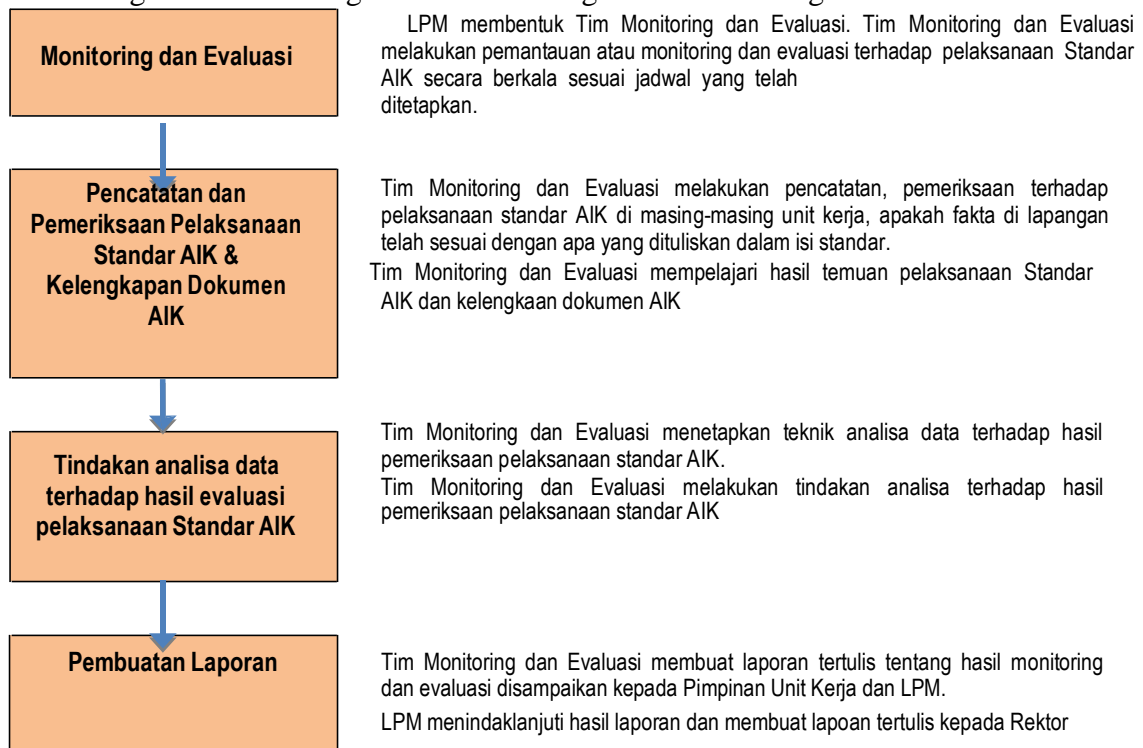 Monitoring dan Evaluasi
LPM membentuk Tim Monitoring dan Evaluasi. Tim Monitoring dan Evaluasi
melakukan pemantauan atau monitoring dan evaluasi terhadap pelaksanaan Standar
AIK secara berkala sesuai jadwal yang telah
ditetapkan.
Pencatatan dan
Pemeriksaan Pelaksanaan
Standar AIK &
Kelengkapan Dokumen
AIK
Tim Monitoring dan Evaluasi melakukan pencatatan, pemeriksaan terhadap
pelaksanaan standar AIK di masing-masing unit kerja, apakah fakta di lapangan
telah sesuai dengan apa yang dituliskan dalam isi standar.
Tim Monitoring dan Evaluasi mempelajari hasil temuan pelaksanaan Standar
AIK dan kelengkaan dokumen AIK
Tindakan analisa data
terhadap hasil evaluasi
pelaksanaan Standar AIK
Tim Monitoring dan Evaluasi menetapkan teknik analisa data terhadap hasil
pemeriksaan pelaksanaan standar AIK.
Tim Monitoring dan Evaluasi melakukan tindakan analisa terhadap hasil
pemeriksaan pelaksanaan standar AIK
Pembuatan Laporan
Tim Monitoring dan Evaluasi membuat laporan tertulis tentang hasil monitoring
dan evaluasi disampaikan kepada Pimpinan Unit Kerja dan LPM.
LPM menindaklanjuti hasil laporan dan membuat lapoan tertulis kepada Rektor